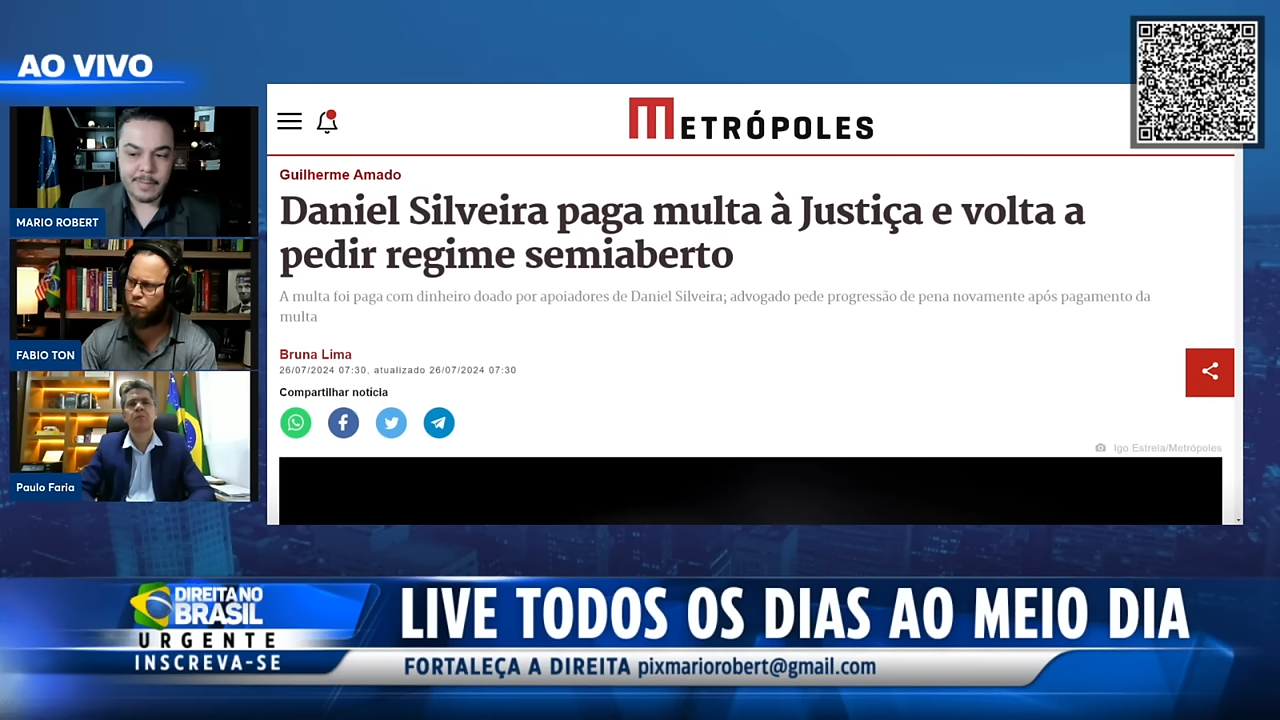 AO VIVO
MARIO ROBERT
FABIO TON
Paulo Faria
METRÓPOLES
Guilherme Amado
Daniel Silveira paga multa à Justiça e volta a
pedir regime semiaberto
A multa foi paga com dinheiro doado por apoiadores de Daniel Silveira; advogado pede progressão de pena novamente após pagamento da
multa
Bruna Lima
26/07/2024 07:30, atualizado 26/07/2024 07:30
Compartilhar notícia
Igo Estrela/Metrópoles
DIREITA NO
BRASIL
URGENTE
INSCREVA-SE
LIVE TODOS OS DIAS AO MEIO DIA
FORTALEÇA A DIREITA pixmariorobert@gmail.com